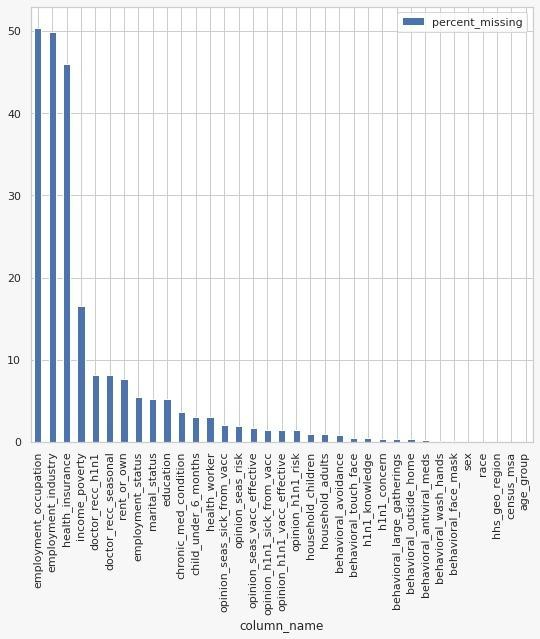 percent_missing
50
40
30
20
10
0
employment_occupation
employment_industry
health_insurance
income_poverty
doctor_recc_h1n1
doctor_recc_seasonal
rent_or_own
employment_status
marital_status
education
chronic_med_condition
child_under_6_months
health_worker
opinion_seas_sick_from_vacc
opinion_seas_risk
opinion_seas_vacc_effective
opinion_h1n1_sick_from_vacc
opinion_h1n1_vacc_effective
opinion_h1n1_risk
household_children
household_adults
behavioral_avoidance
behavioral_touch_face
h1n1_knowledge
h1n1_concern
behavioral_large_gatherings
behavioral_outside_home
behavioral_antiviral_meds
behavioral_wash_hands
behavioral_face_mask
sex
race
hhs_geo_region
census_msa
age_group
column_name